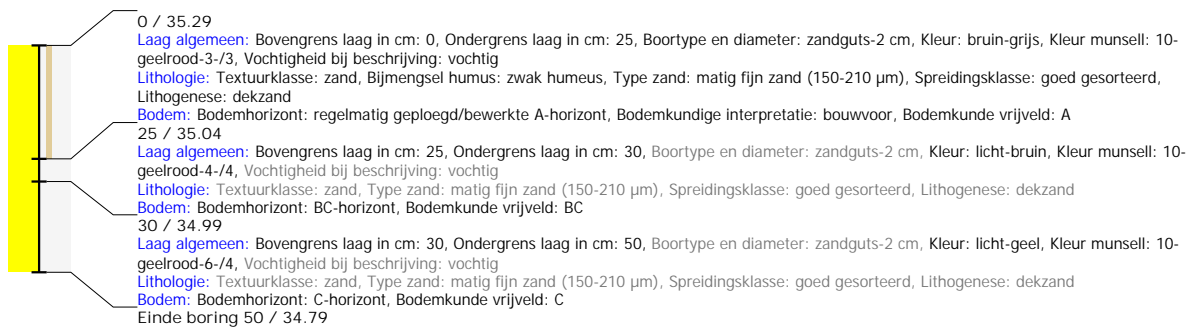 0 / 35.29
Laag algemeen: Bovengrens laag in cm: 0, Ondergrens laag in cm: 25, Boortype en diameter: zandguts-2 cm, Kleur: bruin-grijs, Kleur munsell: 10-
geelrood-3-/3, Vochtigheid bij beschrijving: vochtig
Lithologie: Textuurklasse: zand, Bijmengsel humus: zwak humeus, Type zand: matig fijn zand (150-210 µm), Spreidingsklasse: goed gesorteerd,
Lithogenese: dekzand
Bodem: Bodemhorizont: regelmatig geploegd/bewerkte A-horizont, Bodemkundige interpretatie: bouwvoor, Bodemkunde vrijveld: A
25 / 35.04
Laag algemeen: Bovengrens laag in cm: 25, Ondergrens laag in cm: 30, Boortype en diameter: zandguts-2 cm, Kleur: licht-bruin, Kleur munsell: 10-
geelrood-4-/4, Vochtigheid bij beschrijving: vochtig
Lithologie: Textuurklasse: zand, Type zand: matig fijn zand (150-210 µm), Spreidingsklasse: goed gesorteerd, Lithogenese: dekzand
Bodem: Bodemhorizont: BC-horizont, Bodemkunde vrijveld: BC
30 / 34.99
Laag algemeen: Bovengrens laag in cm: 30, Ondergrens laag in cm: 50, Boortype en diameter: zandguts-2 cm, Kleur: licht-geel, Kleur munsell: 10-
geelrood-6-/4, Vochtigheid bij beschrijving: vochtig
Lithologie: Textuurklasse: zand, Type zand: matig fijn zand (150-210 µm), Spreidingsklasse: goed gesorteerd, Lithogenese: dekzand
Bodem: Bodemhorizont: C-horizont, Bodemkunde vrijveld: C
Einde boring 50 / 34.79